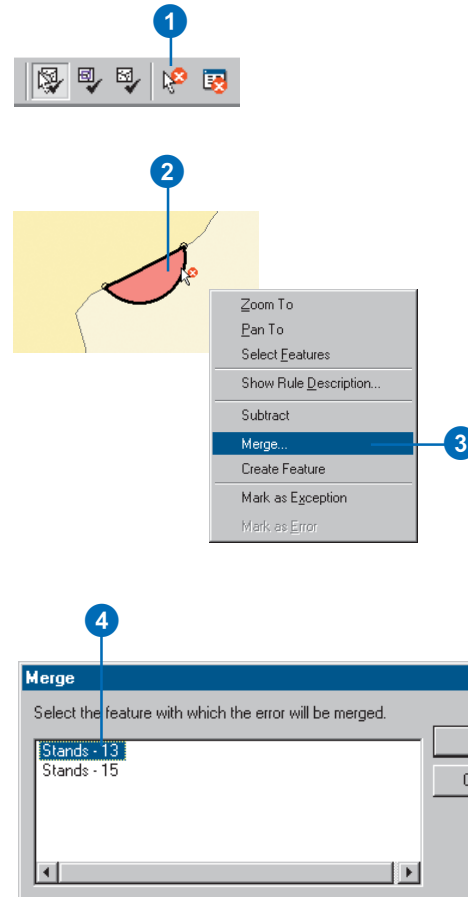 1
2
Zoom To
Pan To
Select Features
Show Rule Description...
Subtract
Merge...
3
Create Feature
Mark as Exception
Mark as Error
4
Merge
Select the feature with which the error will be merged.
Stands - 13
Stands - 15